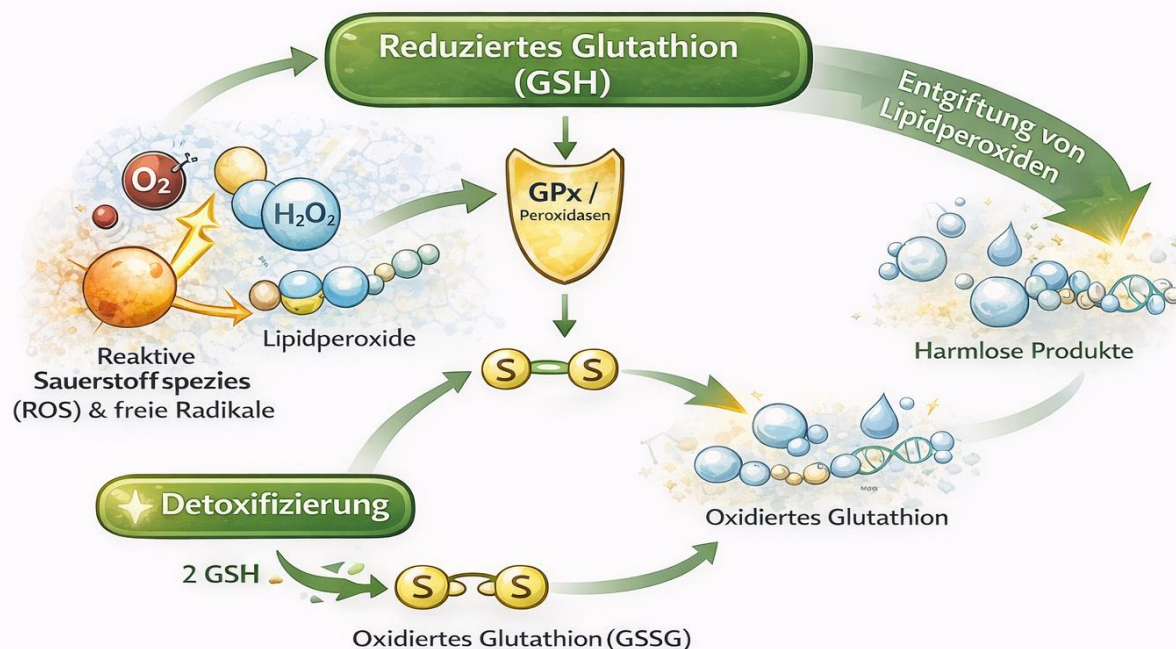 Reduziertes Glutathion
(GSH)
Entgiftung von
Lipidperoxiden
O₂
H₂O₂
GPx /
Peroxidasen
Lipidperoxide
Reaktive
Sauerstoffspezies
(ROS) & freie Radikale
Harmlose Produkte
S S
Detoxifizierung
Oxidiertes Glutathion
2 GSH
S S
Oxidiertes Glutathion (GSSG)